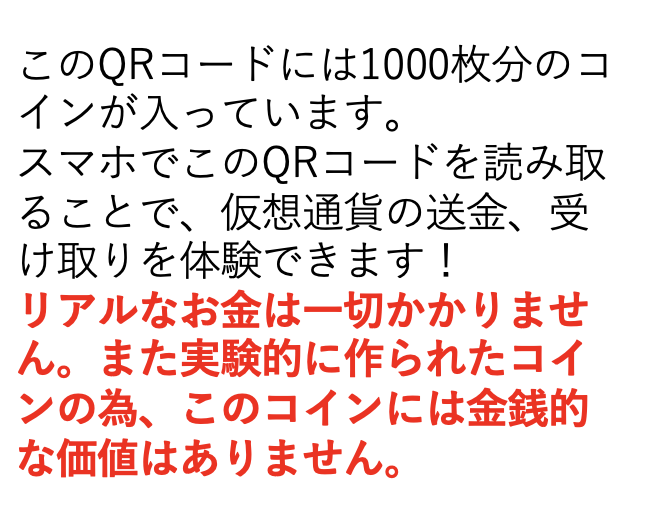 このQRコードには1000枚分のコ
インが入っています。
スマホでこのQRコードを読み取
ることで、仮想通貨の送金、受
け取りを体験できます！
リアルなお金は一切かかりませ
ん。また実験的に作られたコイ
ンの為、このコインには金銭的
な価値はありません。